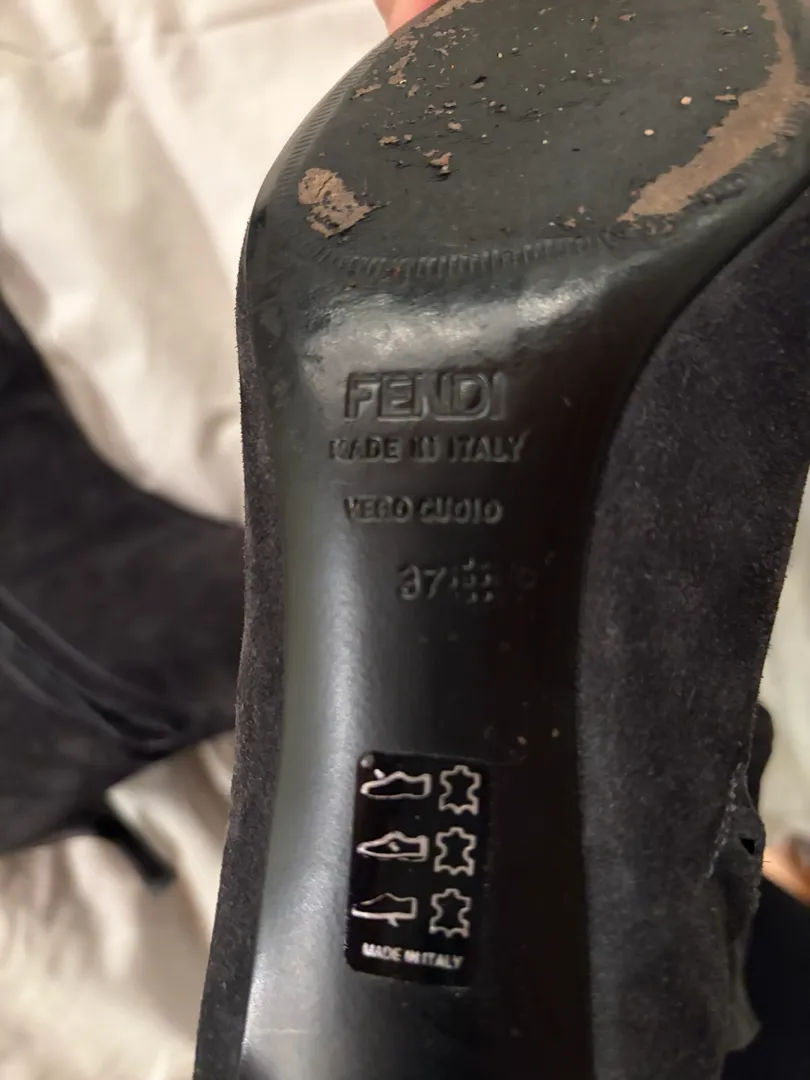 FENDI
MADE IN ITALY
VERO CUOIO
37
MADE IN ITALY